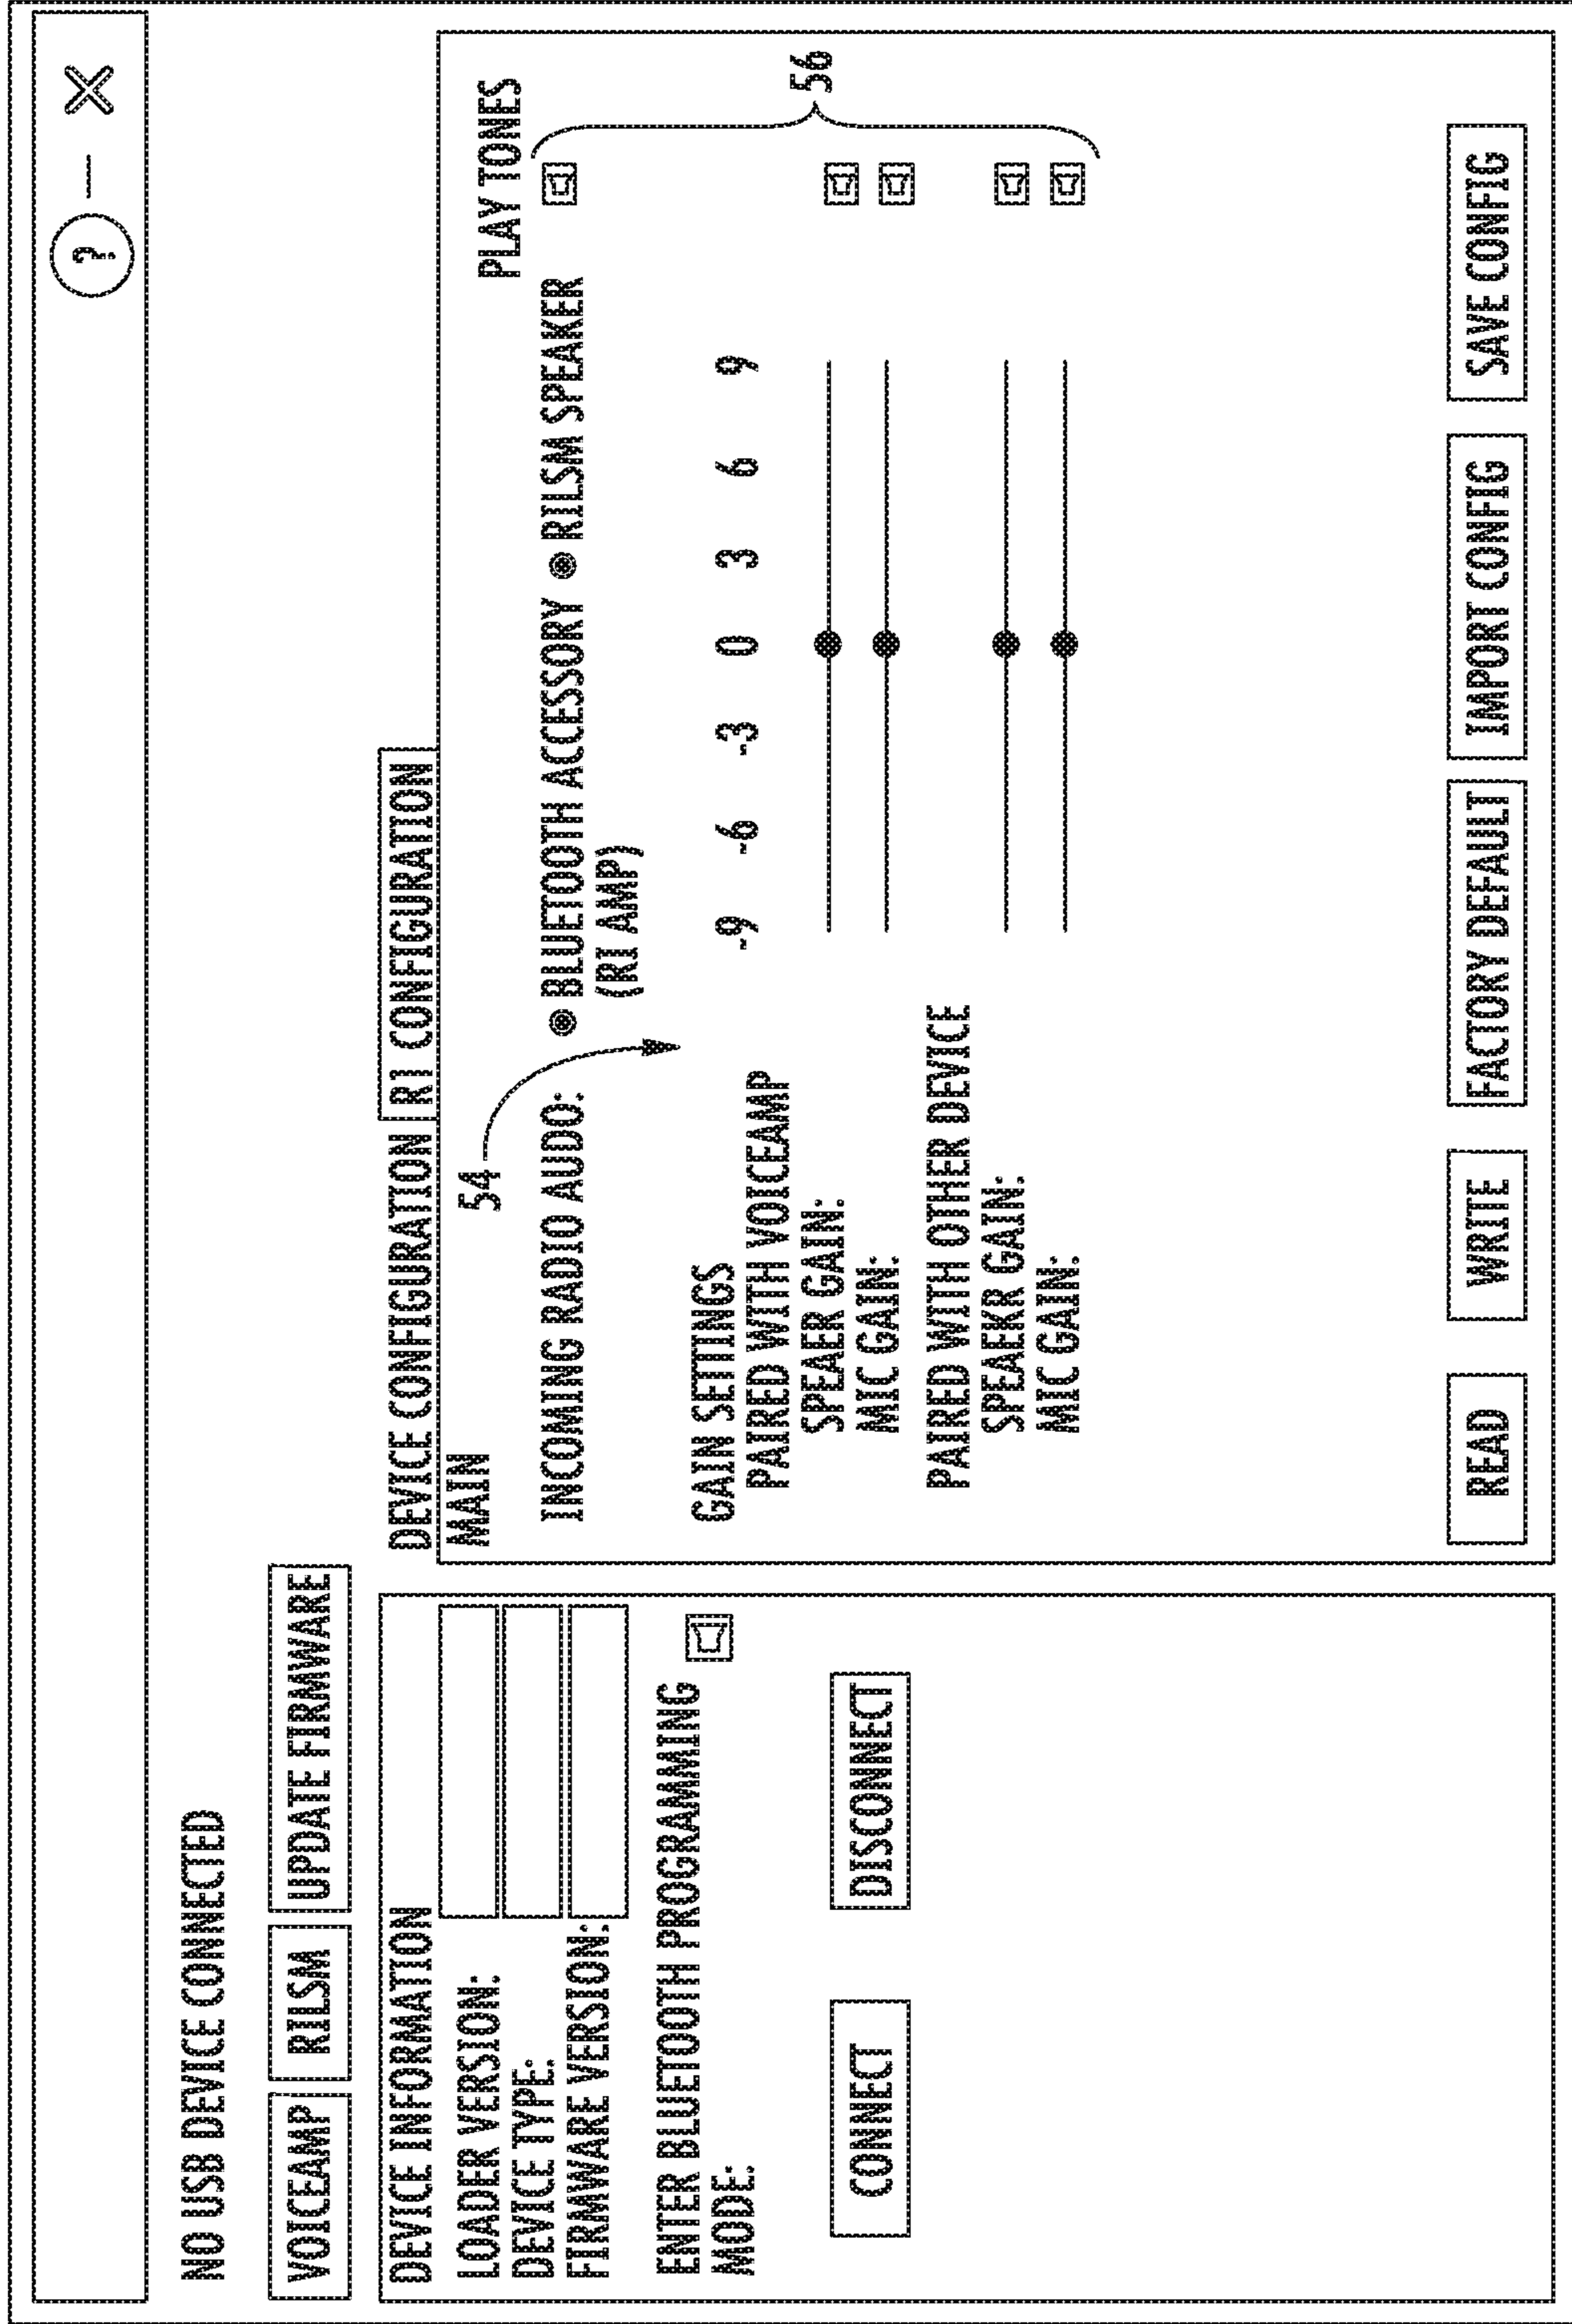 ? — X
NO USB DEVICE CONNECTED
VOICEAMP RILSM UPDATE FIRMWARE
DEVICE INFORMATION
LOADER VERSION:
DEVICE TYPE:
FIRMWARE VERSION:
ENTER BLUETOOTH PROGRAMMING
MODE:
CONNECT DISCONNECT
DEVICE CONFIGURATION R1 CONFIGURATION
MAIN
54
PLAY TONES
INCOMING RADIO AUDO: BLUETOOTH ACCESSORY RILSM SPEAKER
(RI AMP)
56
GAIN SETTINGS -9 -6 -3 0 3 6 9
PAIRED WITH VOICEAMP
SPEAER GAIN:
MIC GAIN:
PAIRED WITH OTHER DEVICE
SPEAEKR GAIN:
MIC GAIN:
READ WRITE FACTORY DEFAULT IMPORT CONFIG SAVE CONFIG